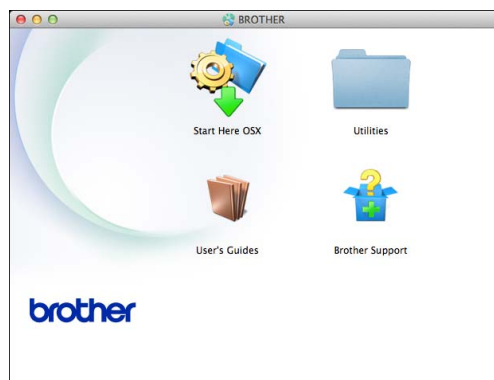 BROTHER
Start Here OSX
Utilities
User's Guides
Brother Support
brother